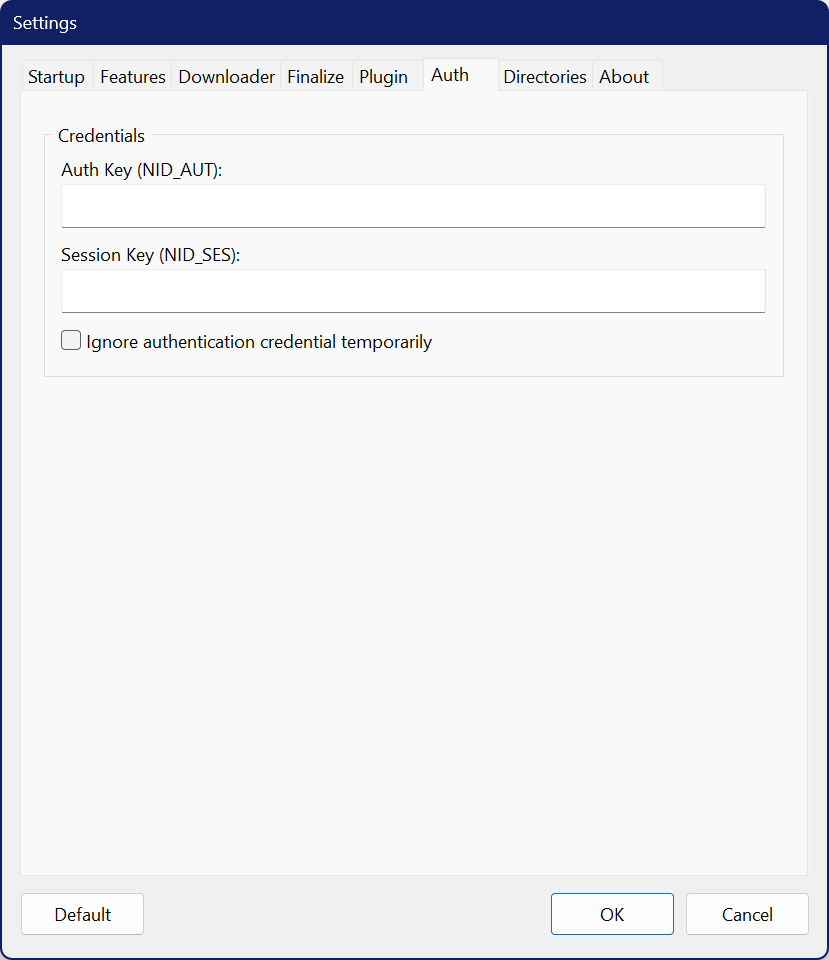 Settings
Startup Features Downloader Finalize Plugin Auth Directories About
Credentials
Auth Key (NID_AUT):
Session Key (NID_SES):
Ignore authentication credential temporarily
Default OK Cancel